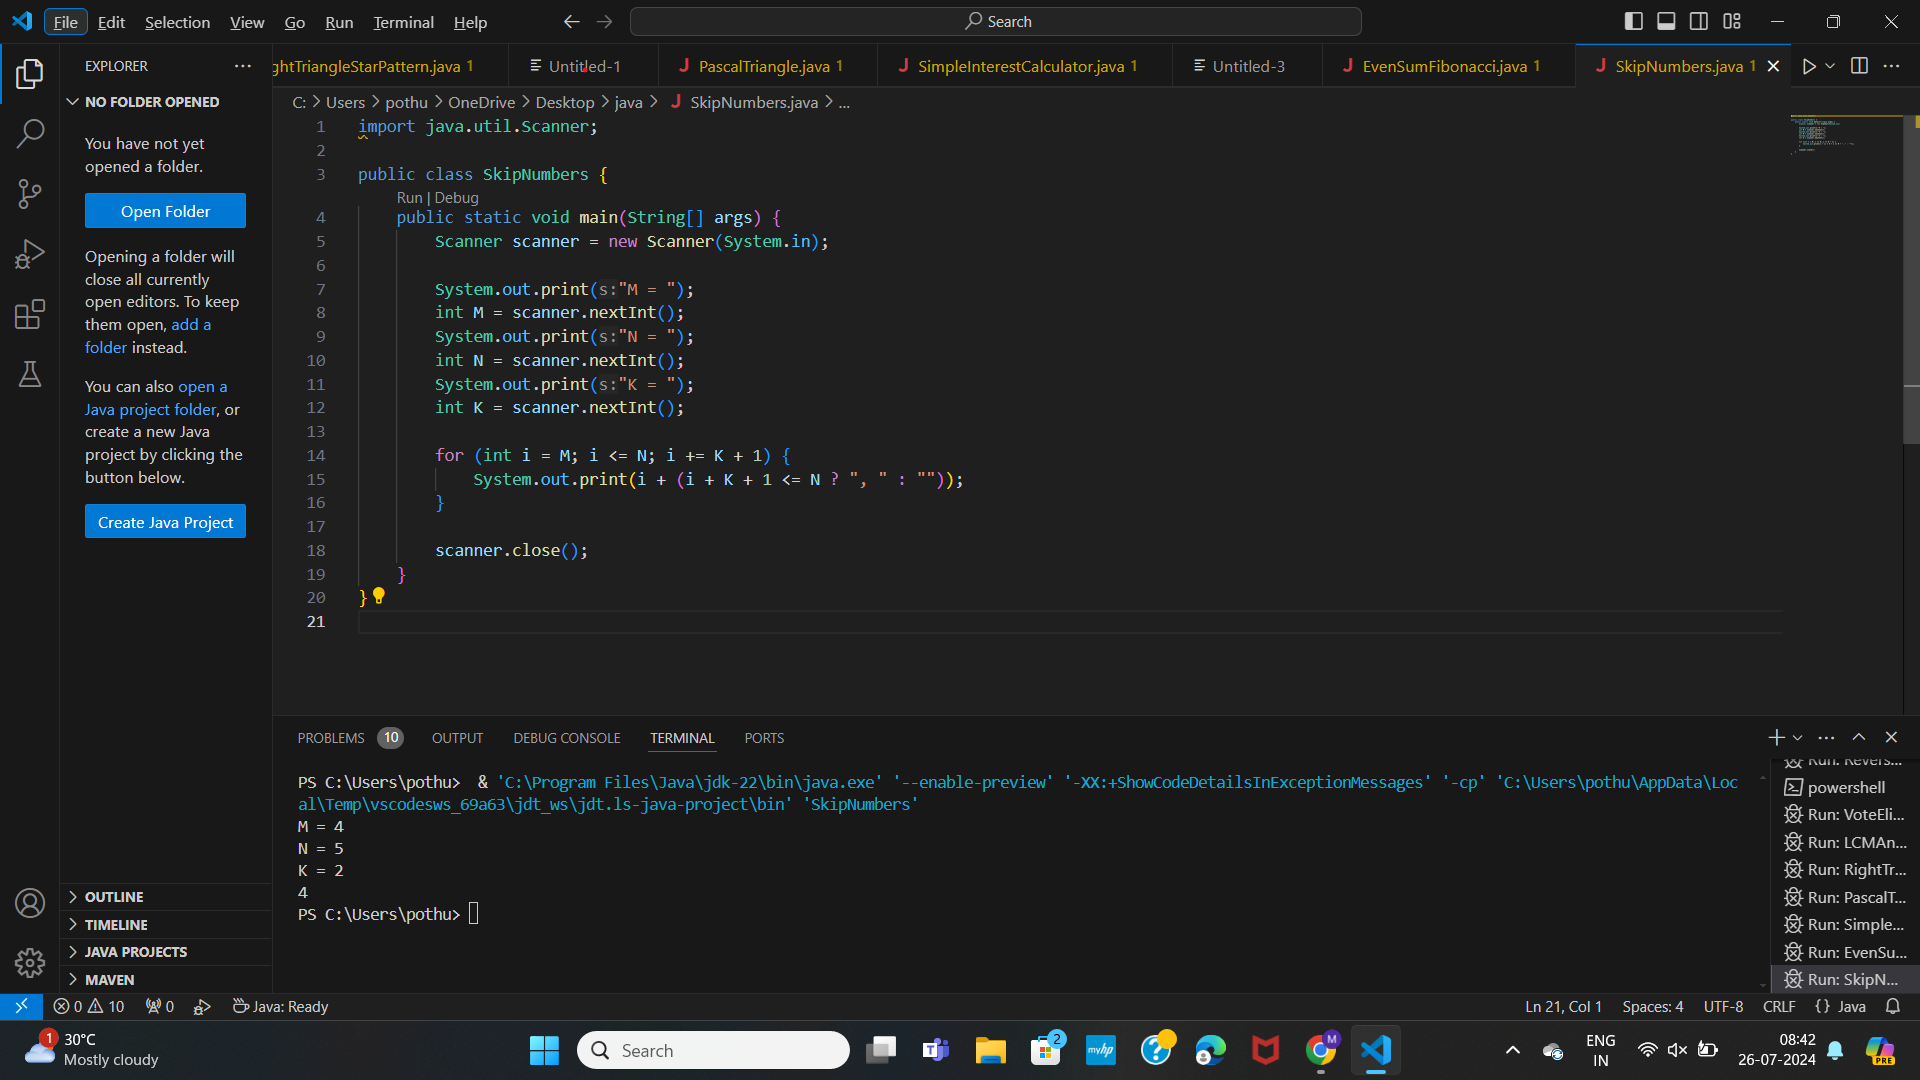 File Edit Selection View Go Run Terminal Help
Search
EXPLORER
NO FOLDER OPENED
You have not yet
opened a folder.
Open Folder
Opening a folder will
close all currently
open editors. To keep
them open, add a
folder instead.
You can also open a
Java project folder, or
create a new Java
project by clicking the
button below.
Create Java Project
OUTLINE
TIMELINE
JAVA PROJECTS
MAVEN
ghtTriangleStarPattern.java 1 Untitled-1 PascalTriangle.java 1 SimpleInterestCalculator.java 1 Untitled-3 EvenSumFibonacci.java 1 SkipNumbers.java 1
C: > Users > pothu > OneDrive > Desktop > java > SkipNumbers.java > ...
1 import java.util.Scanner;
2
3 public class SkipNumbers {
Run | Debug
4 public static void main(String[] args) {
5 Scanner scanner = new Scanner(System.in);
6
7 System.out.print(s:"M = ");
8 int M = scanner.nextInt();
9 System.out.print(s:"N = ");
10 int N = scanner.nextInt();
11 System.out.print(s:"K = ");
12 int K = scanner.nextInt();
13
14 for (int i = M; i <= N; i += K + 1) {
15 System.out.print(i + (i + K + 1 <= N ? ", " : ""));
16 }
17
18 scanner.close();
19 }
20 }
21
PROBLEMS 10 OUTPUT DEBUG CONSOLE TERMINAL PORTS
PS C:\Users\pothu> & 'C:\Program Files\Java\jdk-22\bin\java.exe' '--enable-preview' '-XX:+ShowCodeDetailsInExceptionMessages' '-cp' 'C:\Users\pothu\AppData\Loc
al\Temp\vscodesws_69a63\jdt_ws\jdt.ls-java-project\bin' 'SkipNumbers'
M = 4
N = 5
K = 2
4
PS C:\Users\pothu>
Run: Revers...
powershell
Run: VoteEli...
Run: LCMAn...
Run: RightTr...
Run: PascalT...
Run: Simple...
Run: EvenSu...
Run: SkipN...
0 10 0 Java: Ready
Ln 21, Col 1 Spaces: 4 UTF-8 CRLF {} Java
1
30°C
Mostly cloudy
Search
2
myhp
M
ENG
IN
08:42
26-07-2024
PRE